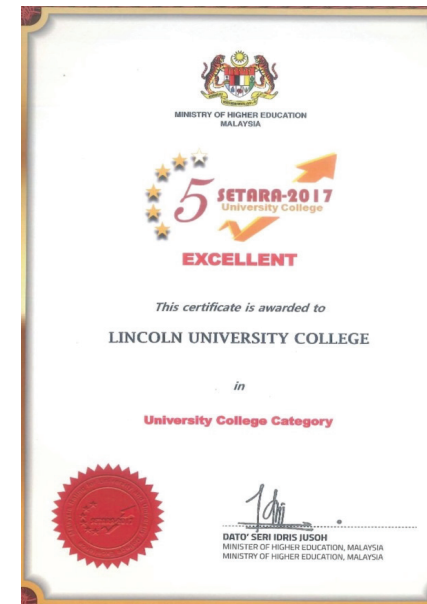 MINISTRY OF HIGHER EDUCATION
MALAYSIA
5 SETARA-2017
University College
EXCELLENT
This certificate is awarded to
LINCOLN UNIVERSITY COLLEGE
in
University College Category
DATO' SERI IDRIS JUSOH
MINISTER OF HIGHER EDUCATION, MALAYSIA
MINISTRY OF HIGHER EDUCATION, MALAYSIA